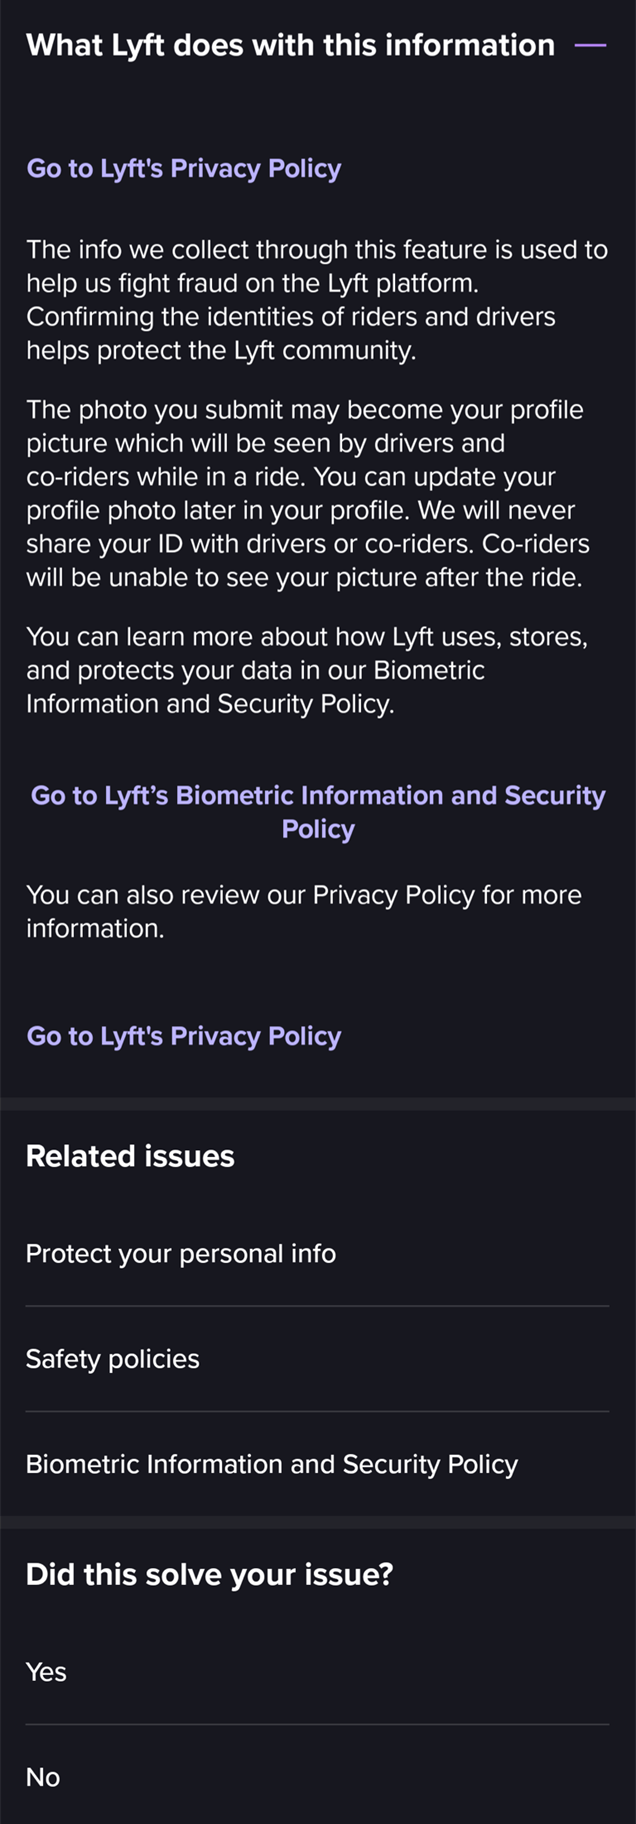 What Lyft does with this information
Go to Lyft's Privacy Policy
The info we collect through this feature is used to
help us fight fraud on the Lyft platform.
Confirming the identities of riders and drivers
helps protect the Lyft community.
The photo you submit may become your profile
picture which will be seen by drivers and
co-riders while in a ride. You can update your
profile photo later in your profile. We will never
share your ID with drivers or co-riders. Co-riders
will be unable to see your picture after the ride.
You can learn more about how Lyft uses, stores,
and protects your data in our Biometric
Information and Security Policy.
Go to Lyft’s Biometric Information and Security
Policy
You can also review our Privacy Policy for more
information.
Go to Lyft's Privacy Policy
Related issues
Protect your personal info
Safety policies
Biometric Information and Security Policy
Did this solve your issue?
Yes
No